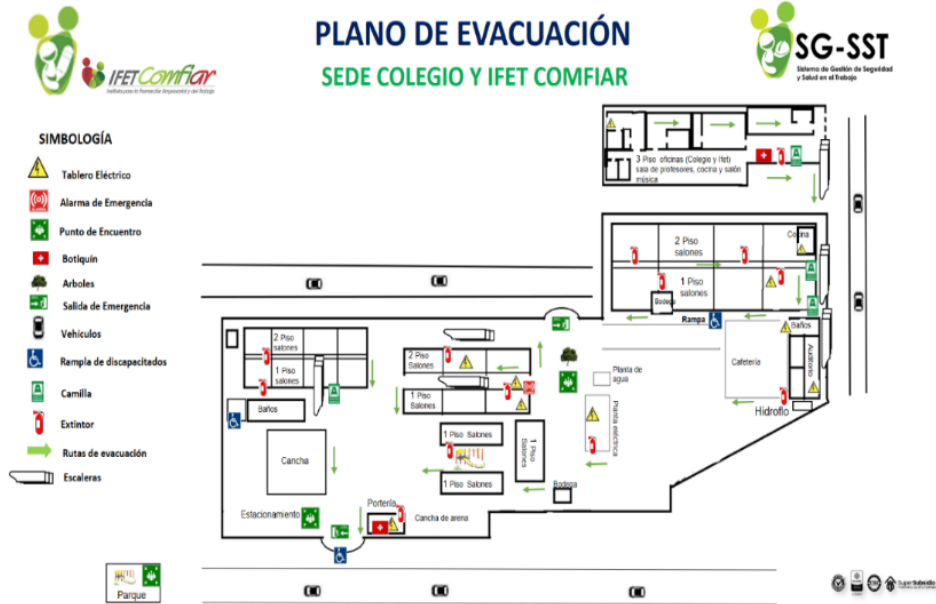 PLANO DE EVACUACIÓN
SEDE COLEGIO Y IFET COMFIAR
IFET Comfiar
SG-SST
Sistema de Gestión de Seguridad
y Salud en el Trabajo
SIMBOLOGÍA
Tablero Eléctrico
Alarma de Emergencia
Punto de Encuentro
Botiquín
Arboles
Salida de Emergencia
Vehículos
Rampla de discapacitados
Camilla
Extintor
Rutas de evacuación
Escaleras
3 Piso oficinas (Colegio y Ifet)
sala de profesores, cocina y salón
música
2 Piso
salones
Cocina
1 Piso
salones
Bodega
Rampa
Baños
Auditorio
Cafetería
Hidroflo
2 Piso
salones
1 Piso
salones
Baños
2 Piso
Salones
1 Piso
Salones
Planta de
agua
Planta eléctrica
1 Piso Salones
1 Piso
Salones
1 Piso Salones
Cancha
Bodega
Estacionamiento
Portería
Cancha de arena
Parque
SuperSubsidio